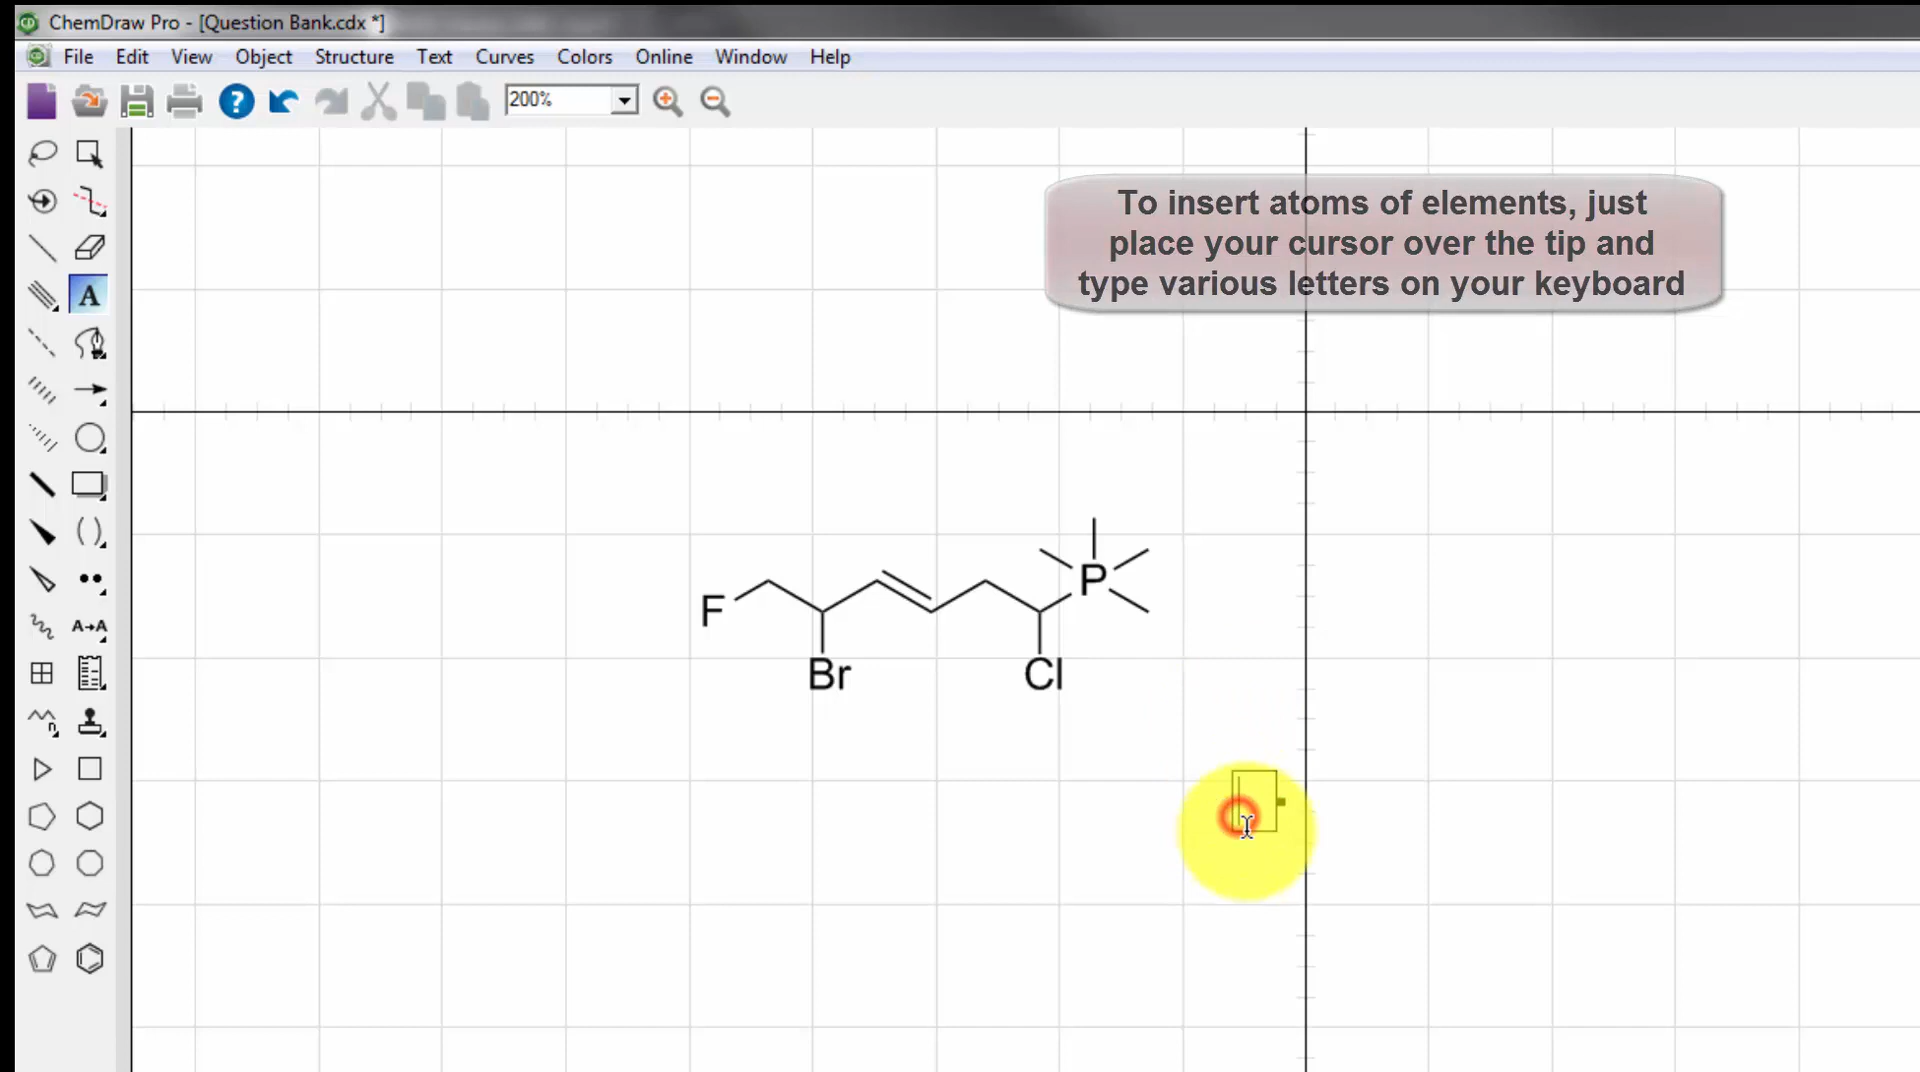 ChemDraw Pro - [Question Bank.cdx *]
File Edit View Object Structure Text Curves Colors Online Window Help
200%
To insert atoms of elements, just
place your cursor over the tip and
type various letters on your keyboard
A
A→A
n
P
F
Br
Cl